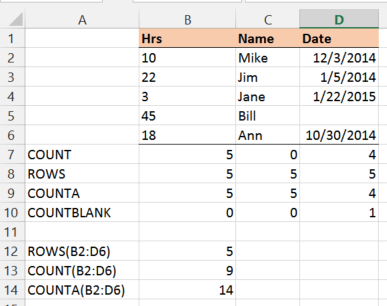 A B C D
1 Hrs Name Date
2 10 Mike 12/3/2014
3 22 Jim 1/5/2014
4 3 Jane 1/22/2015
5 45 Bill
6 18 Ann 10/30/2014
7 COUNT 5 0 4
8 ROWS 5 5 5
9 COUNTA 5 5 4
10 COUNTBLANK 0 0 1
11
12 ROWS(B2:D6) 5
13 COUNT(B2:D6) 9
14 COUNTA(B2:D6) 14